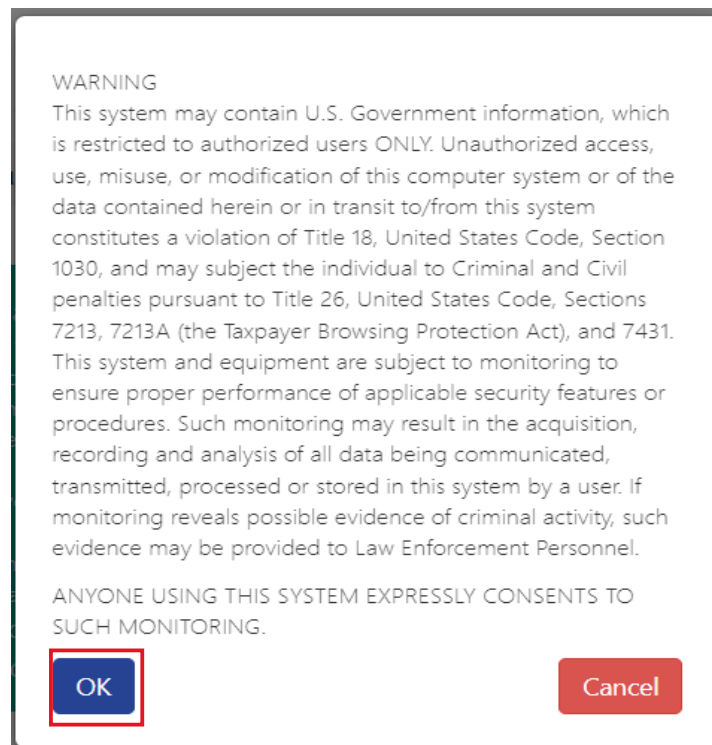 WARNING
This system may contain U.S. Government information, which
is restricted to authorized users ONLY. Unauthorized access,
use, misuse, or modification of this computer system or of the
data contained herein or in transit to/from this system
constitutes a violation of Title 18, United States Code, Section
1030, and may subject the individual to Criminal and Civil
penalties pursuant to Title 26, United States Code, Sections
7213, 7213A (the Taxpayer Browsing Protection Act), and 7431.
This system and equipment are subject to monitoring to
ensure proper performance of applicable security features or
procedures. Such monitoring may result in the acquisition,
recording and analysis of all data being communicated,
transmitted, processed or stored in this system by a user. If
monitoring reveals possible evidence of criminal activity, such
evidence may be provided to Law Enforcement Personnel.
ANYONE USING THIS SYSTEM EXPRESSLY CONSENTS TO
SUCH MONITORING.
OK
Cancel